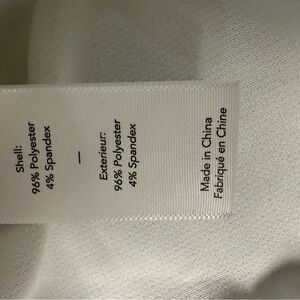 Shell:
96% Polyester
4% Spandex
—
Exterieur:
96% Polyester
4% Spandex
Made in China
Fabriqué en Chine